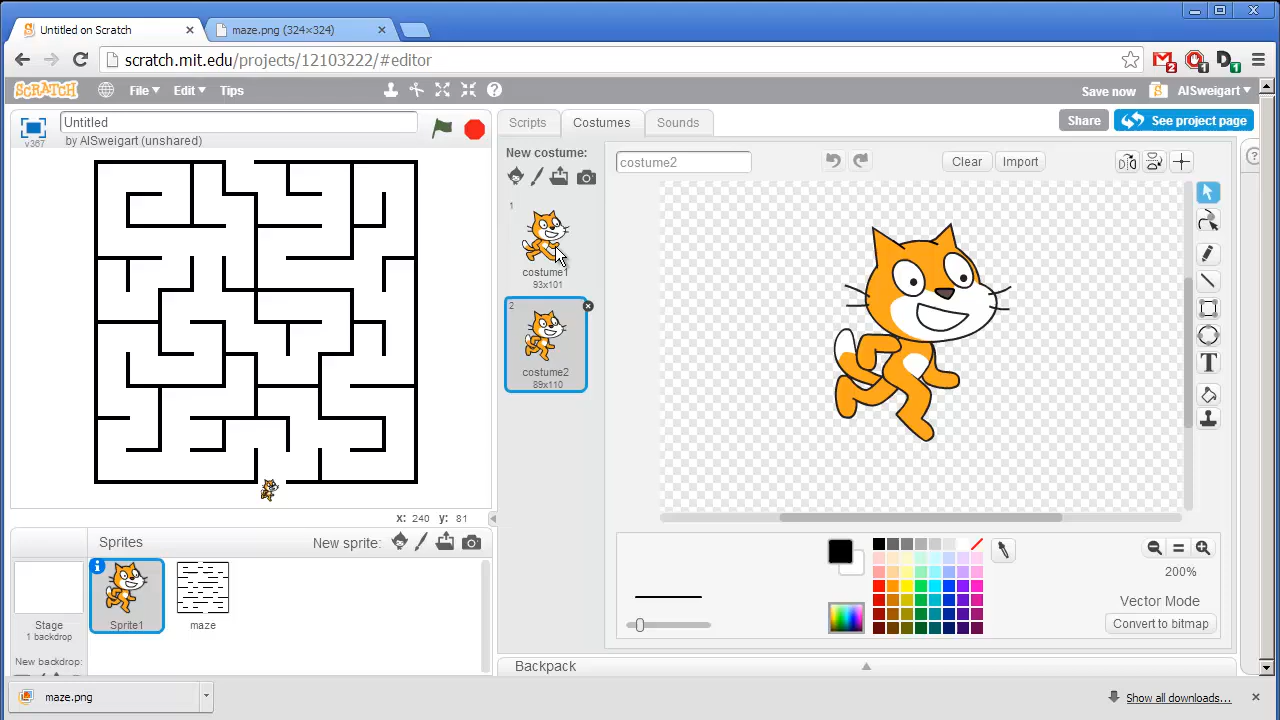 Untitled on Scratch
maze.png (324×324)
scratch.mit.edu/projects/12103222/#editor
2
1
1
SCRATCH
File
Edit
Tips
Save now
AlSweigart
v387
Untitled
by AlSweigart (unshared)
Scripts
Costumes
Sounds
Share
See project page
New costume:
costume2
Clear
Import
1
costume1
93x101
2
costume2
89x110
T
x: 240 y: 81
Sprites
New sprite:
Stage
1 backdrop
New backdrop:
Sprite1
maze
200%
Vector Mode
Convert to bitmap
Backpack
maze.png
Show all downloads...